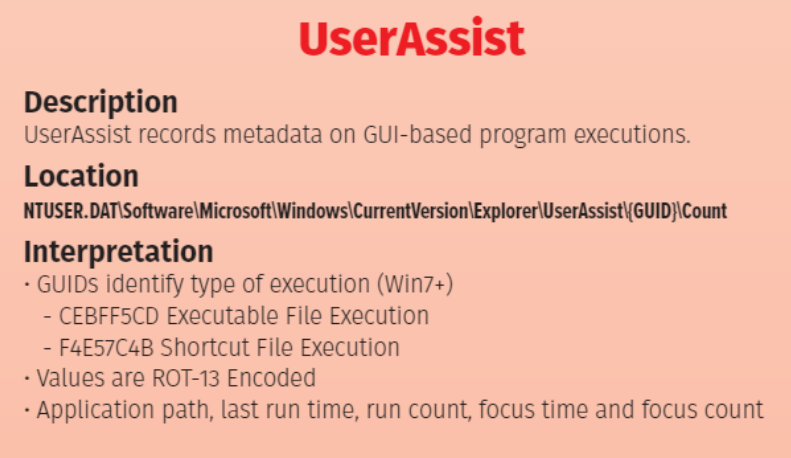 UserAssist
Description
UserAssist records metadata on GUI-based program executions.
Location
NTUSER.DAT\Software\Microsoft\Windows\CurrentVersion\Explorer\UserAssist\{GUID}\Count
Interpretation
· GUIDs identify type of execution (Win7+)
- CEBFF5CD Executable File Execution
- F4E57C4B Shortcut File Execution
· Values are ROT-13 Encoded
· Application path, last run time, run count, focus time and focus count